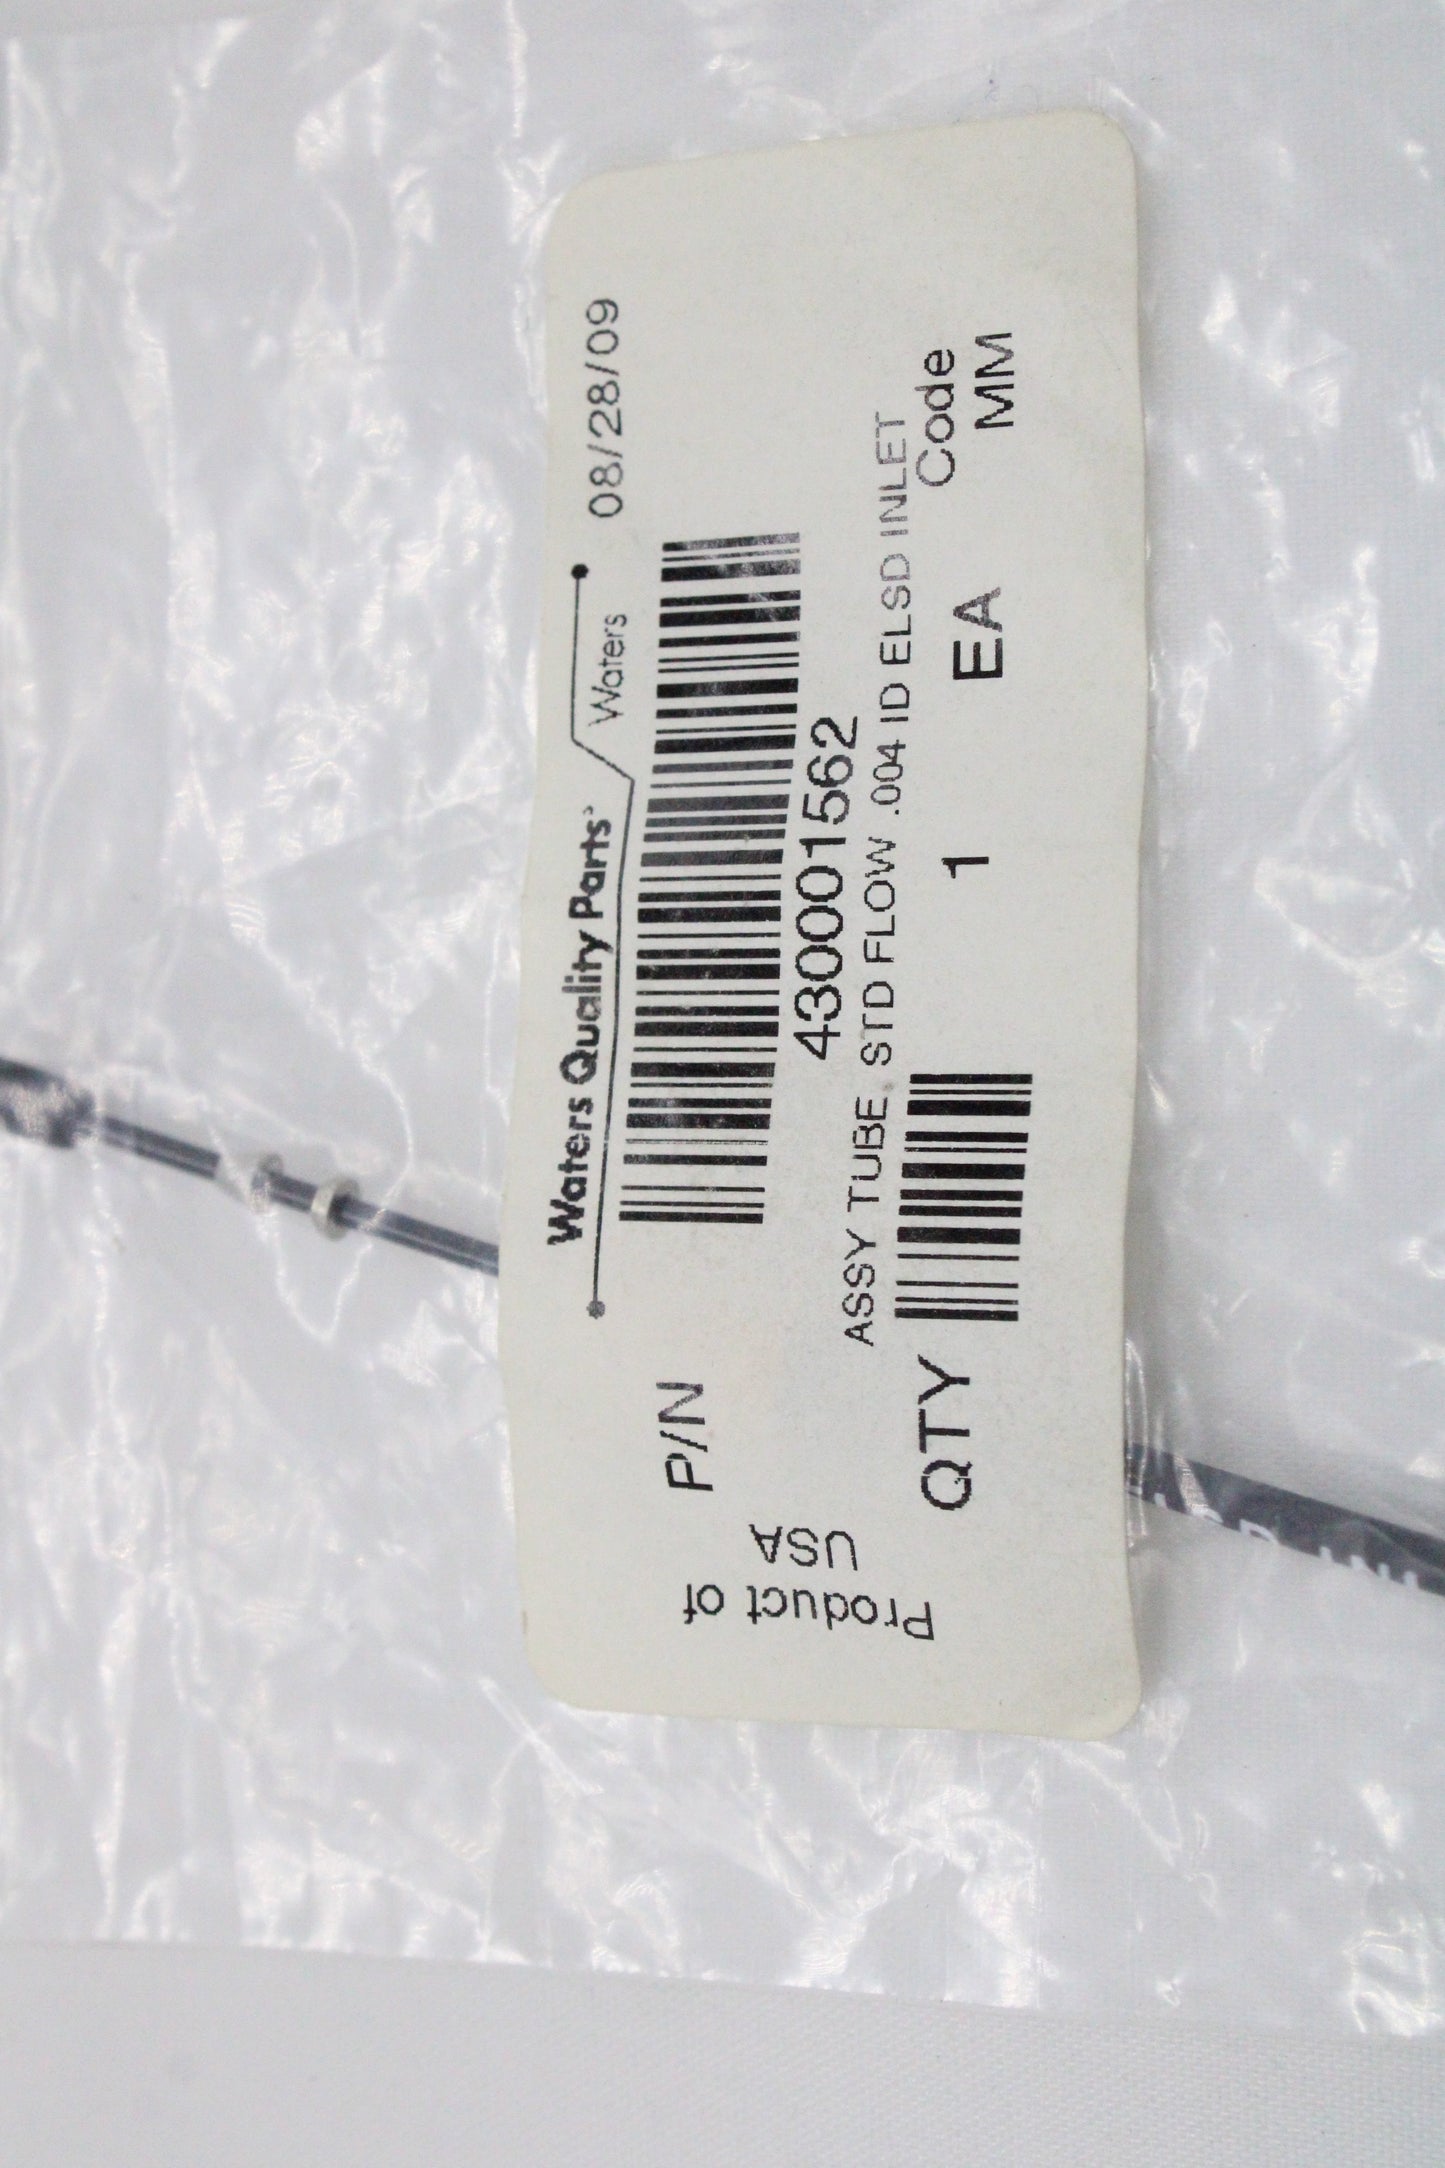 Waters Quality Parts
Waters
08/28/09
P/N
430001562
ASSY TUBE, STD FLOW .004 ID ELSD INLET
QTY
1 EA
Code
MM
Product of
USA